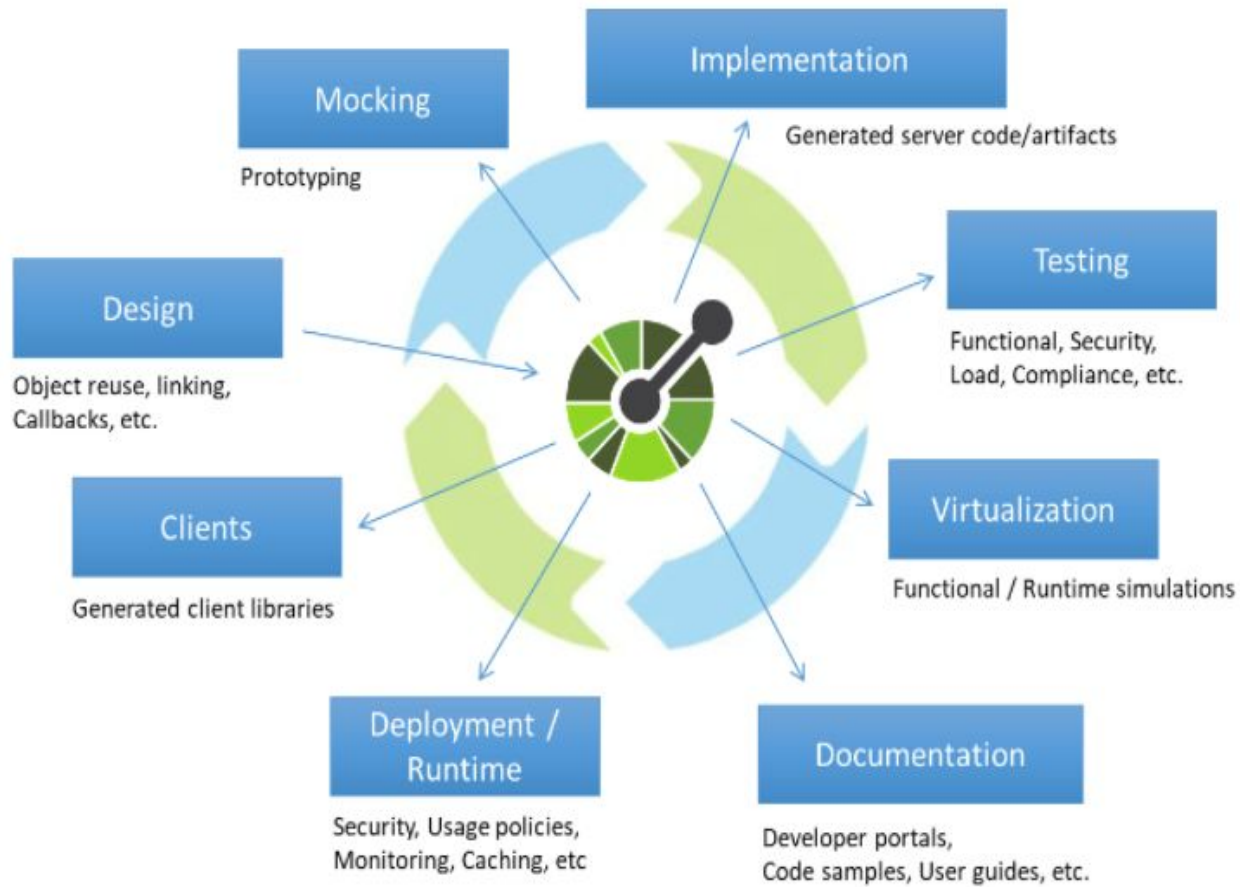 Implementation
Generated server code/artifacts
Mocking
Prototyping
Testing
Functional, Security,
Load, Compliance, etc.
Design
Object reuse, linking,
Callbacks, etc.
Virtualization
Functional / Runtime simulations
Clients
Generated client libraries
Deployment /
Runtime
Security, Usage policies,
Monitoring, Caching, etc
Documentation
Developer portals,
Code samples, User guides, etc.